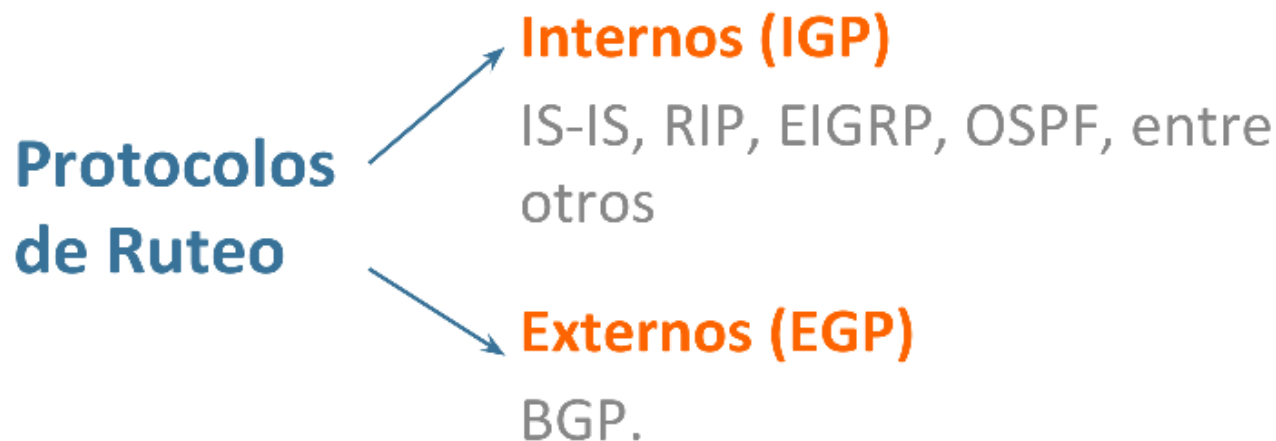 Protocolos
de Ruteo
Internos (IGP)
IS-IS, RIP, EIGRP, OSPF, entre
otros
Externos (EGP)
BGP.